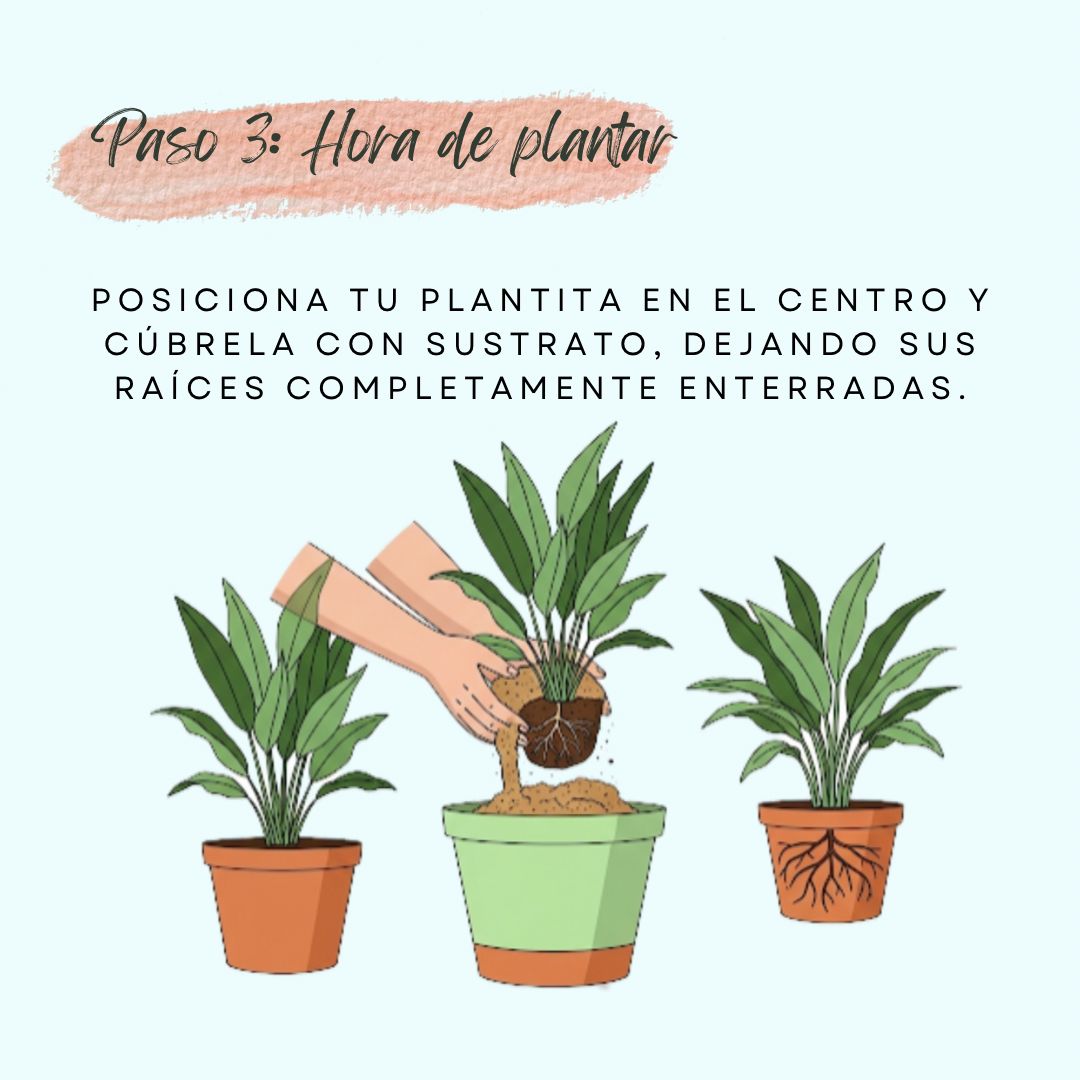 Paso 3: Hora de plantar
POSICIONA TU PLANTITA EN EL CENTRO Y
CÚBRELA CON SUSTRATO, DEJANDO SUS
RAÍCES COMPLETAMENTE ENTERRADAS.